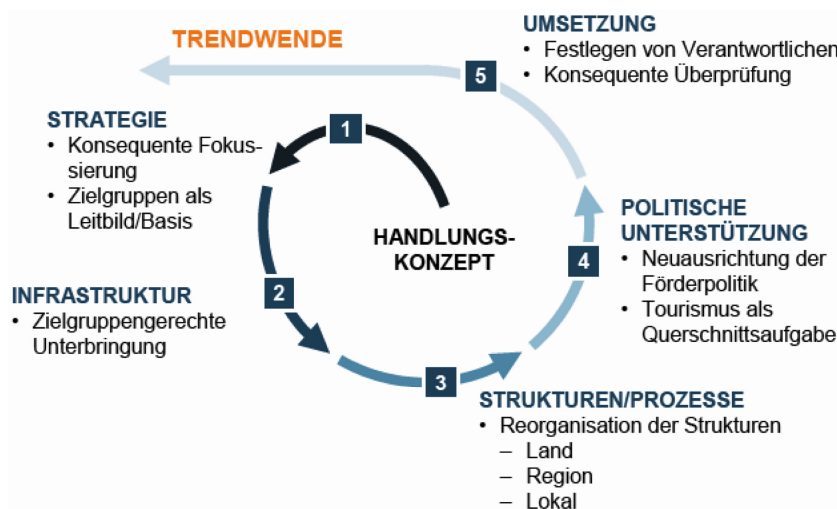 TRENDWENDE
1
STRATEGIE
• Konsequente Fokus-
sierung
• Zielgruppen als
Leitbild/Basis
HANDLUNGS-
KONZEPT
2
INFRASTRUKTUR
• Zielgruppengerechte
Unterbringung
3
STRUKTUREN/PROZESSE
• Reorganisation der Strukturen
– Land
– Region
– Lokal
4
POLITISCHE
UNTERSTÜTZUNG
• Neuausrichtung der
Förderpolitik
• Tourismus als
Querschnittsaufgabe
5
UMSETZUNG
• Festlegen von Verantwortlichen
• Konsequente Überprüfung